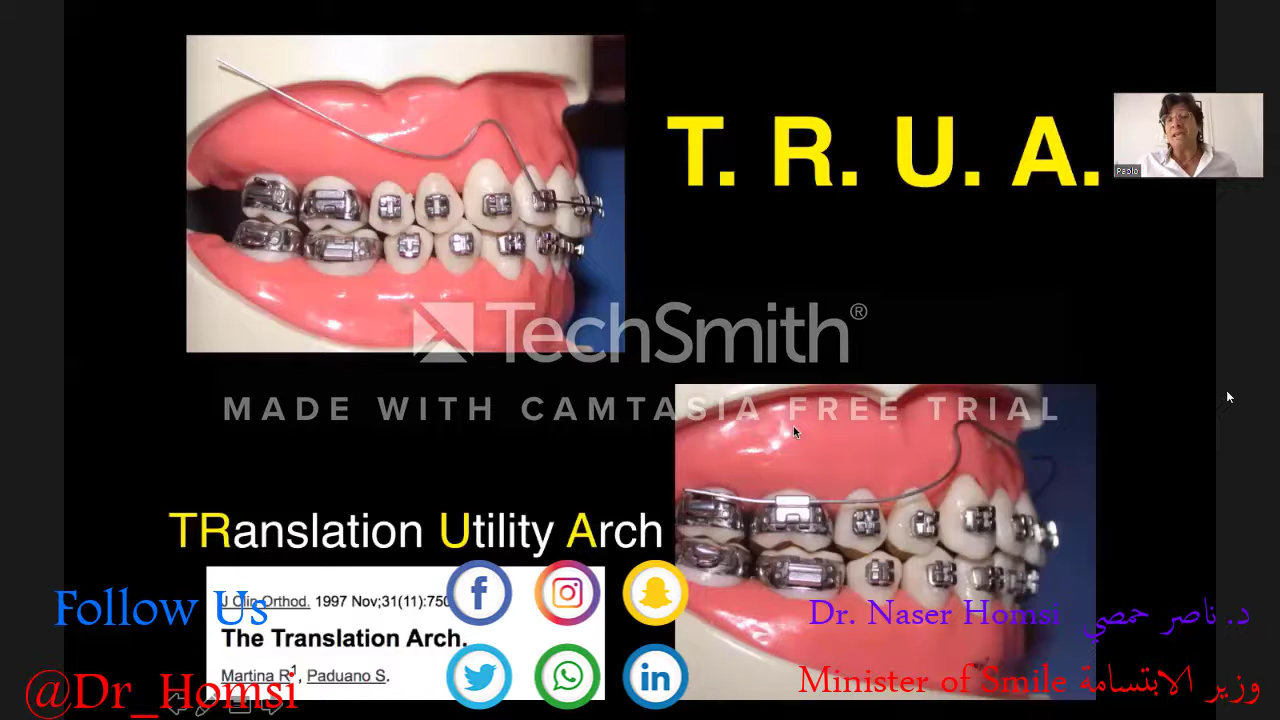 T. R. U. A.
Paolo
TechSmith®
MADE WITH CAMTASIA FREE TRIAL
TRanslation Utility Arch
J Clin Orthod. 1997 Nov;31(11):750
The Translation Arch.
Martina R1, Paduano S.
Follow Us
@Dr_Homsi
Dr. Naser Homsi د. ناصر حمصي
Minister of Smile وزير الابتسامة